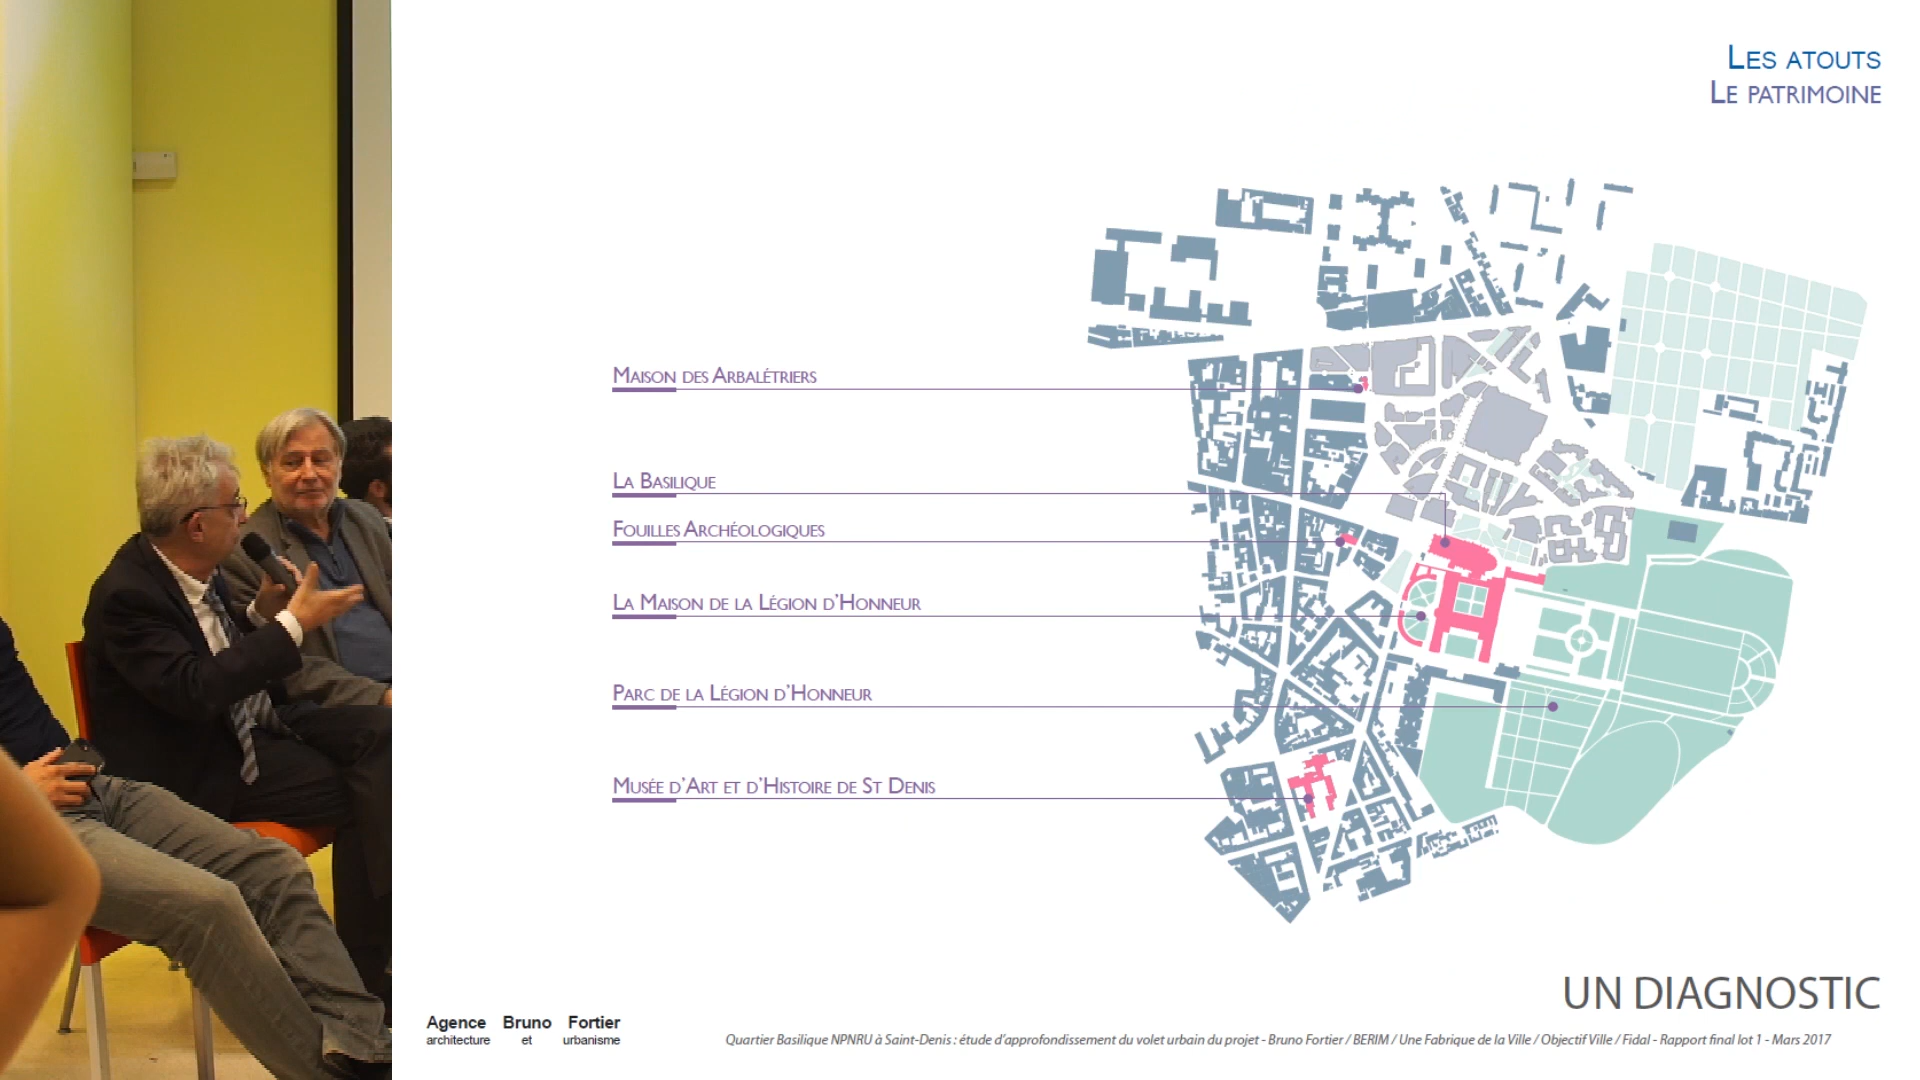 LES ATOUTS
LE PATRIMOINE
MAISON DES ARBALÉTRIERS
LA BASILIQUE
FOUILLES ARCHÉOLOGIQUES
LA MAISON DE LA LÉGION D'HONNEUR
PARC DE LA LÉGION D'HONNEUR
MUSÉE D'ART ET D'HISTOIRE DE ST DENIS
UN DIAGNOSTIC
Agence Bruno Fortier
architecture et urbanisme
Quartier Basilique NPNRU à Saint-Denis : étude d'approfondissement du volet urbain du projet - Bruno Fortier / BERIM / Une Fabrique de la Ville / Objectif Ville / Fidal - Rapport final lot 1 - Mars 2017